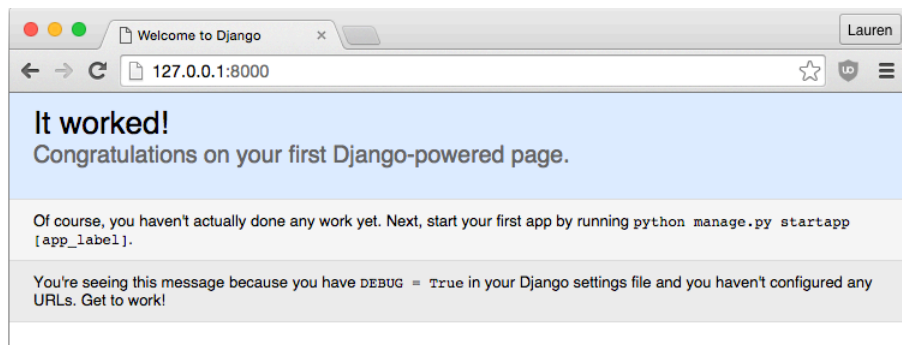 Welcome to Django
Lauren
127.0.0.1:8000
It worked!
Congratulations on your first Django-powered page.
Of course, you haven't actually done any work yet. Next, start your first app by running python manage.py startapp
[app_label].
You're seeing this message because you have DEBUG = True in your Django settings file and you haven't configured any
URLs. Get to work!